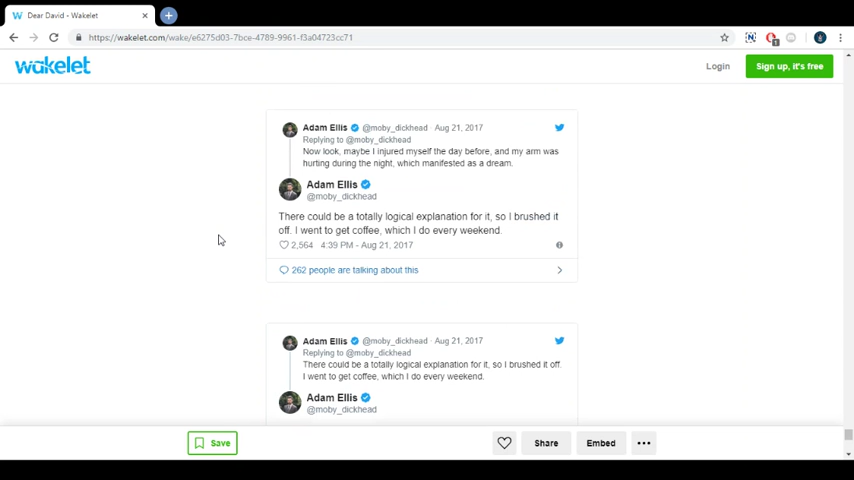 Dear David - Wakelet
https://wakelet.com/wake/e6275d03-7bce-4789-9961-f3a04723cc71
wakelet
Login
Sign up, it's free
Adam Ellis @moby_dickhead · Aug 21, 2017
Replying to @moby_dickhead
Now look, maybe I injured myself the day before, and my arm was
hurting during the night, which manifested as a dream.
Adam Ellis
@moby_dickhead
There could be a totally logical explanation for it, so I brushed it
off. I went to get coffee, which I do every weekend.
2,564 4:39 PM - Aug 21, 2017
262 people are talking about this
Adam Ellis @moby_dickhead · Aug 21, 2017
Replying to @moby_dickhead
There could be a totally logical explanation for it, so I brushed it off.
I went to get coffee, which I do every weekend.
Adam Ellis
@moby_dickhead
Save
Share
Embed